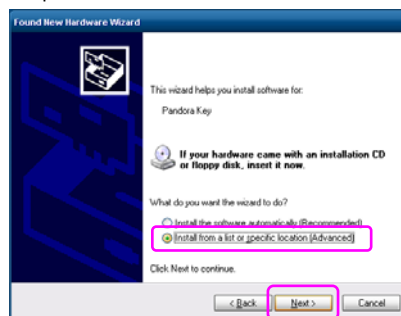 Found New Hardware Wizard
This wizard helps you install software for:
Pandora Key
If your hardware came with an installation CD
or floppy disk, insert it now.
What do you want the wizard to do?
Install the software automatically (Recommended)
Install from a list or specific location (Advanced)
Click Next to continue.
< Back
Next >
Cancel